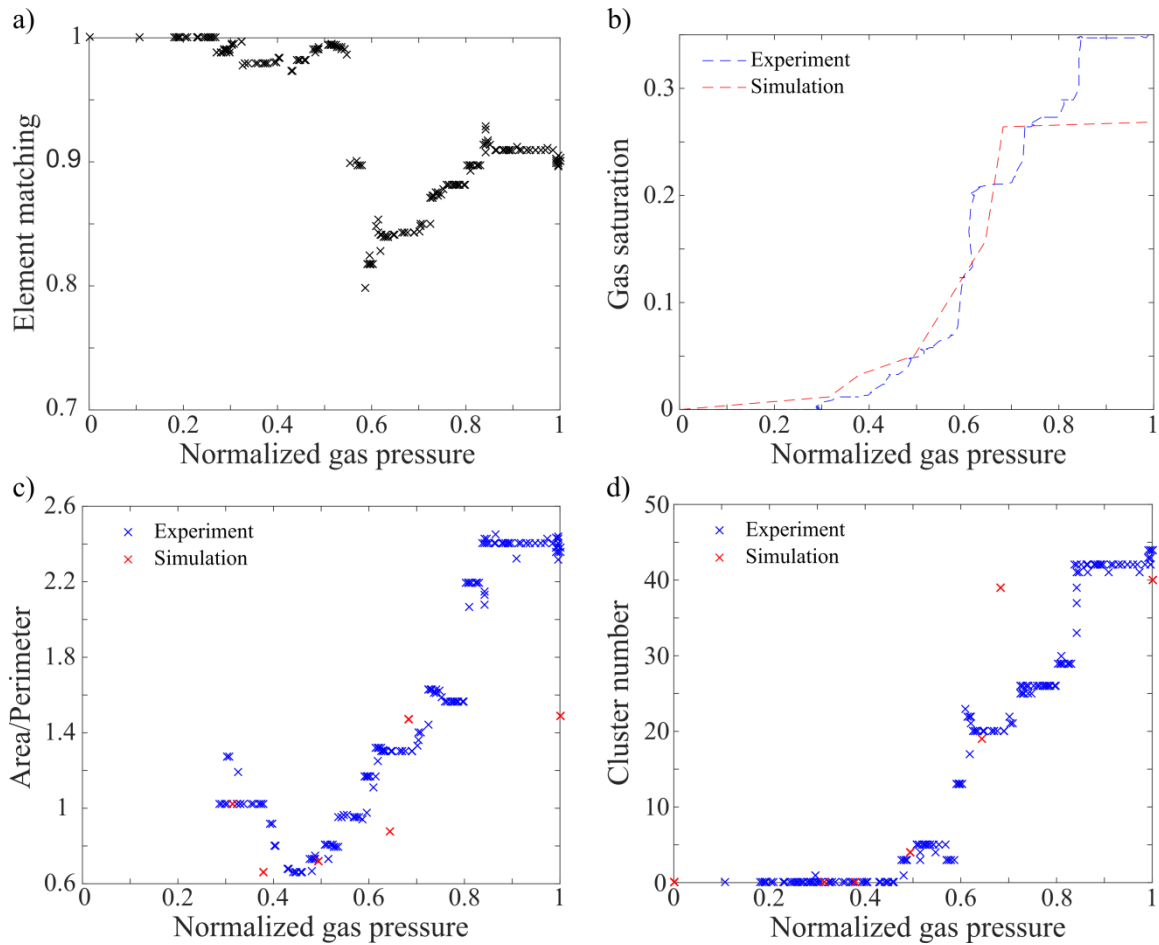 a)
1
0.9
0.8
0.7
Element matching
0 0.2 0.4 0.6 0.8 1
Normalized gas pressure
b)
Experiment
Simulation
0.3
0.2
0.1
0
Gas saturation
0 0.2 0.4 0.6 0.8 1
Normalized gas pressure
c)
Experiment
Simulation
2.6
2.2
1.8
1.4
1
0.6
Area/Perimeter
0 0.2 0.4 0.6 0.8 1
Normalized gas pressure
d)
Experiment
Simulation
50
40
30
20
10
0
Cluster number
0 0.2 0.4 0.6 0.8 1
Normalized gas pressure